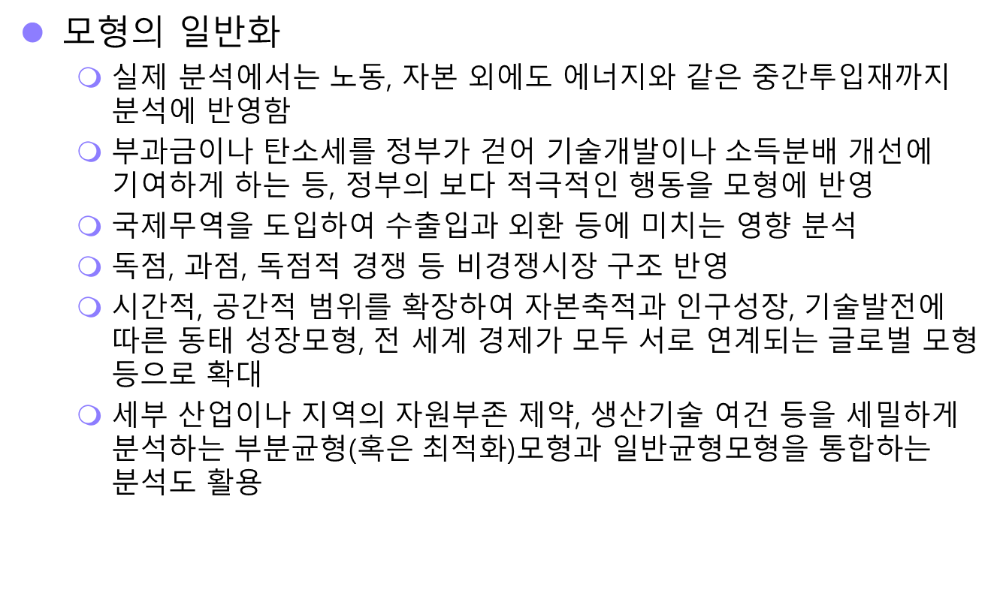 모형의 일반화
실제 분석에서는 노동, 자본 외에도 에너지와 같은 중간투입재까지
분석에 반영함
부과금이나 탄소세를 정부가 걷어 기술개발이나 소득분배 개선에
기여하게 하는 등, 정부의 보다 적극적인 행동을 모형에 반영
국제무역을 도입하여 수출입과 외환 등에 미치는 영향 분석
독점, 과점, 독점적 경쟁 등 비경쟁시장 구조 반영
시간적, 공간적 범위를 확장하여 자본축적과 인구성장, 기술발전에
따른 동태 성장모형, 전 세계 경제가 모두 서로 연계되는 글로벌 모형
등으로 확대
세부 산업이나 지역의 자원부존 제약, 생산기술 여건 등을 세밀하게
분석하는 부분균형(혹은 최적화)모형과 일반균형모형을 통합하는
분석도 활용